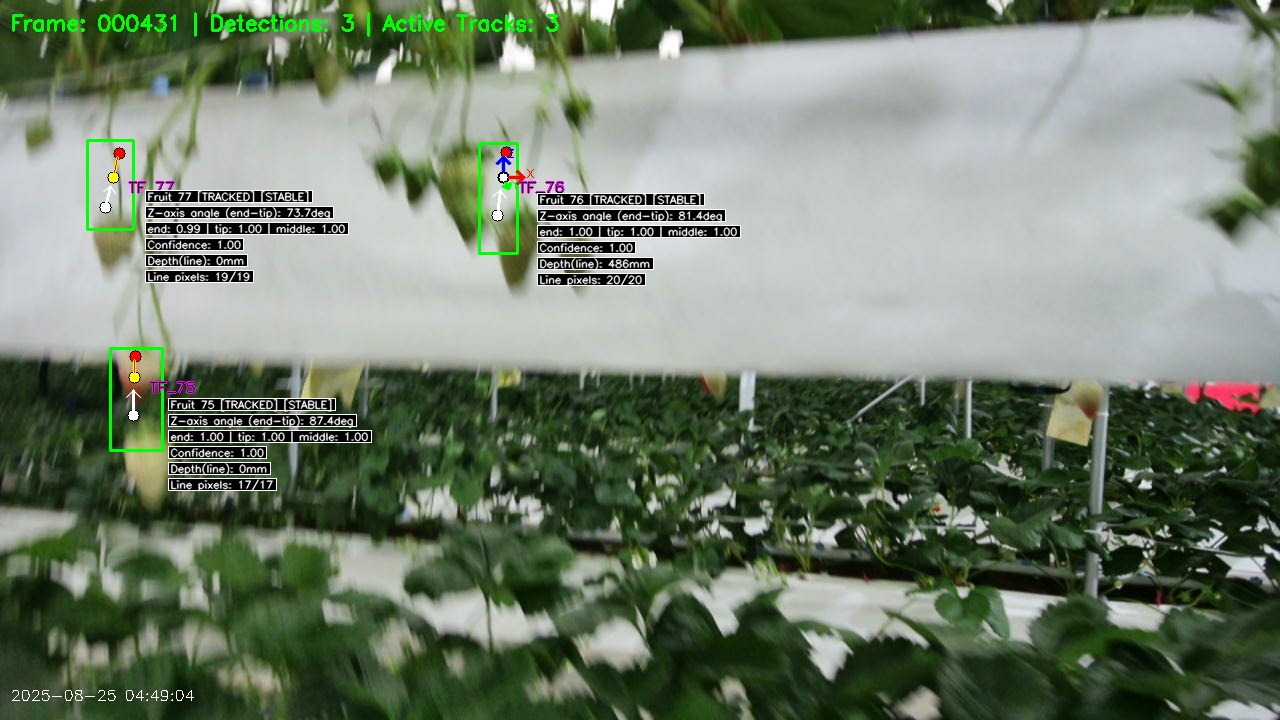 Frame: 000431 | Detections: 3 | Active Tracks: 3
TF_77
Fruit 77 [TRACKED] [STABLE]
Z-axis angle (end-tip): 73.7deg
end: 0.99 | tip: 1.00 | middle: 1.00
Confidence: 1.00
Depth(line): 0mm
Line pixels: 19/19
Z
X
TF_76
Fruit 76 [TRACKED] [STABLE]
Z-axis angle (end-tip): 81.4deg
end: 1.00 | tip: 1.00 | middle: 1.00
Confidence: 1.00
Depth(line): 486mm
Line pixels: 20/20
TF_75
Fruit 75 [TRACKED] [STABLE]
Z-axis angle (end-tip): 87.4deg
end: 1.00 | tip: 1.00 | middle: 1.00
Confidence: 1.00
Depth(line): 0mm
Line pixels: 17/17
2025-08-25 04:49:04